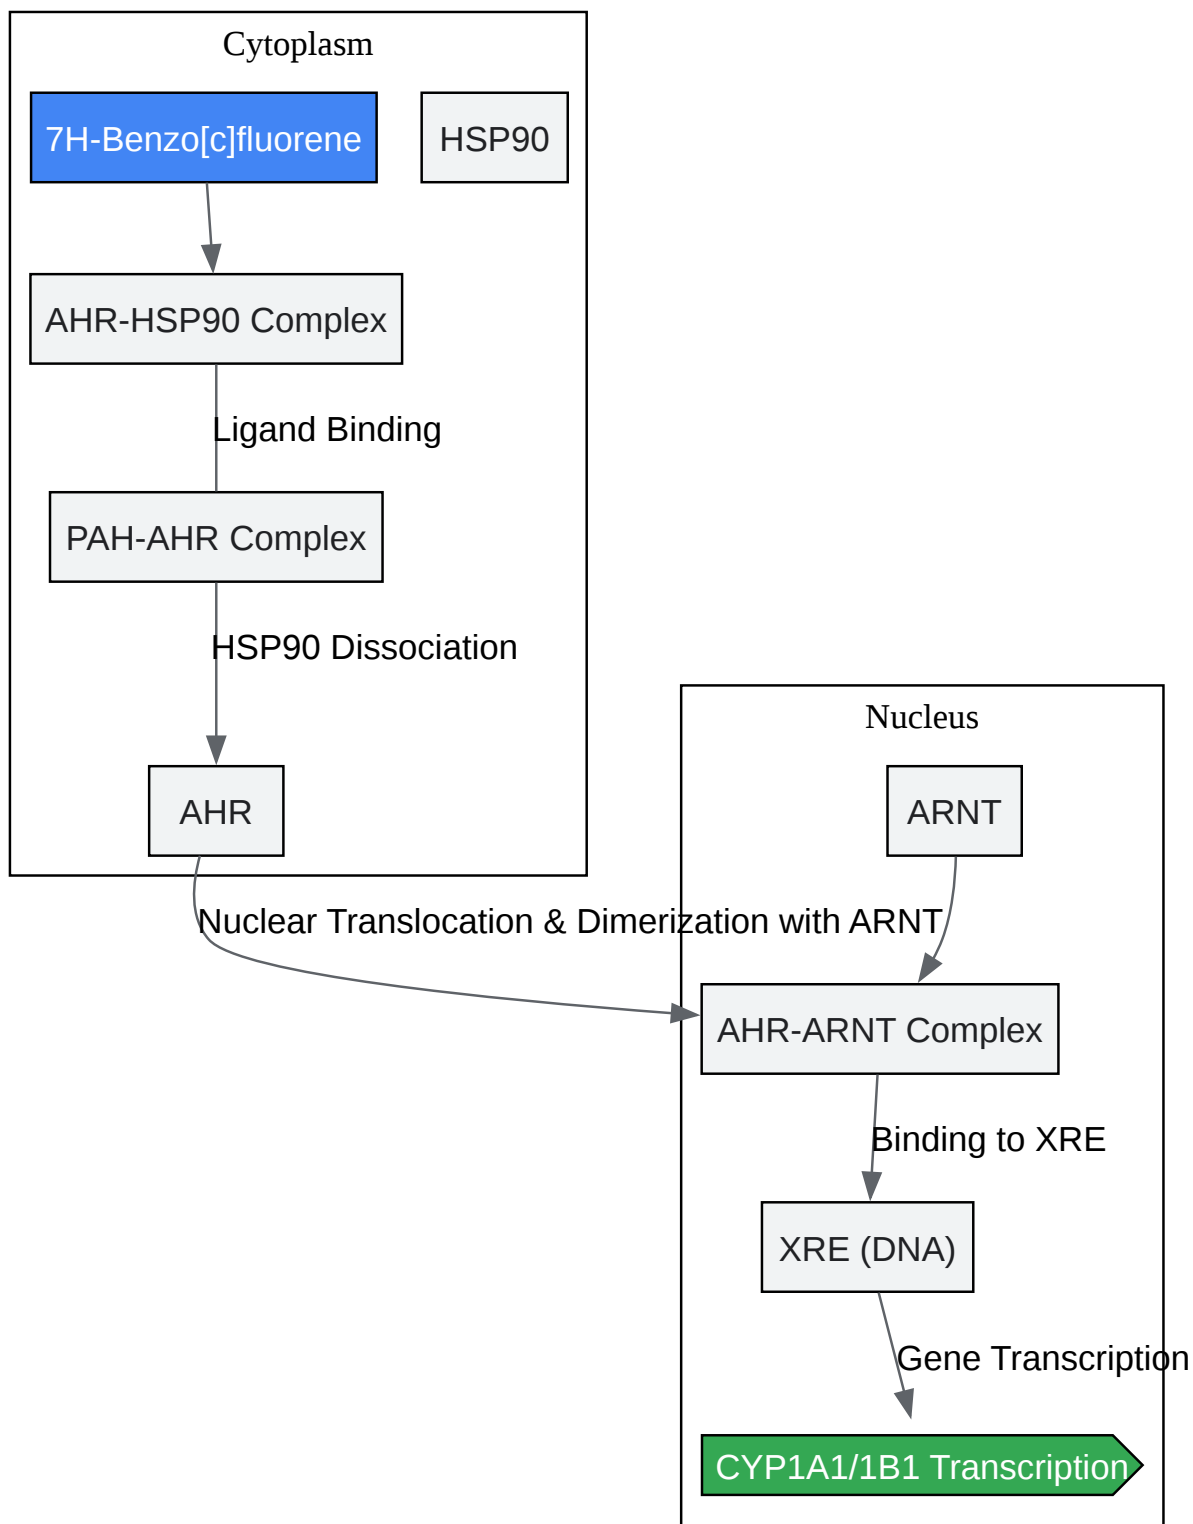 Cytoplasm
7H-Benzo[c]fluorene
HSP90
AHR-HSP90 Complex
Ligand Binding
PAH-AHR Complex
HSP90 Dissociation
AHR
Nucleus
ARNT
Nuclear Translocation & Dimerization with ARNT
AHR-ARNT Complex
Binding to XRE
XRE (DNA)
Gene Transcription
CYP1A1/1B1 Transcription